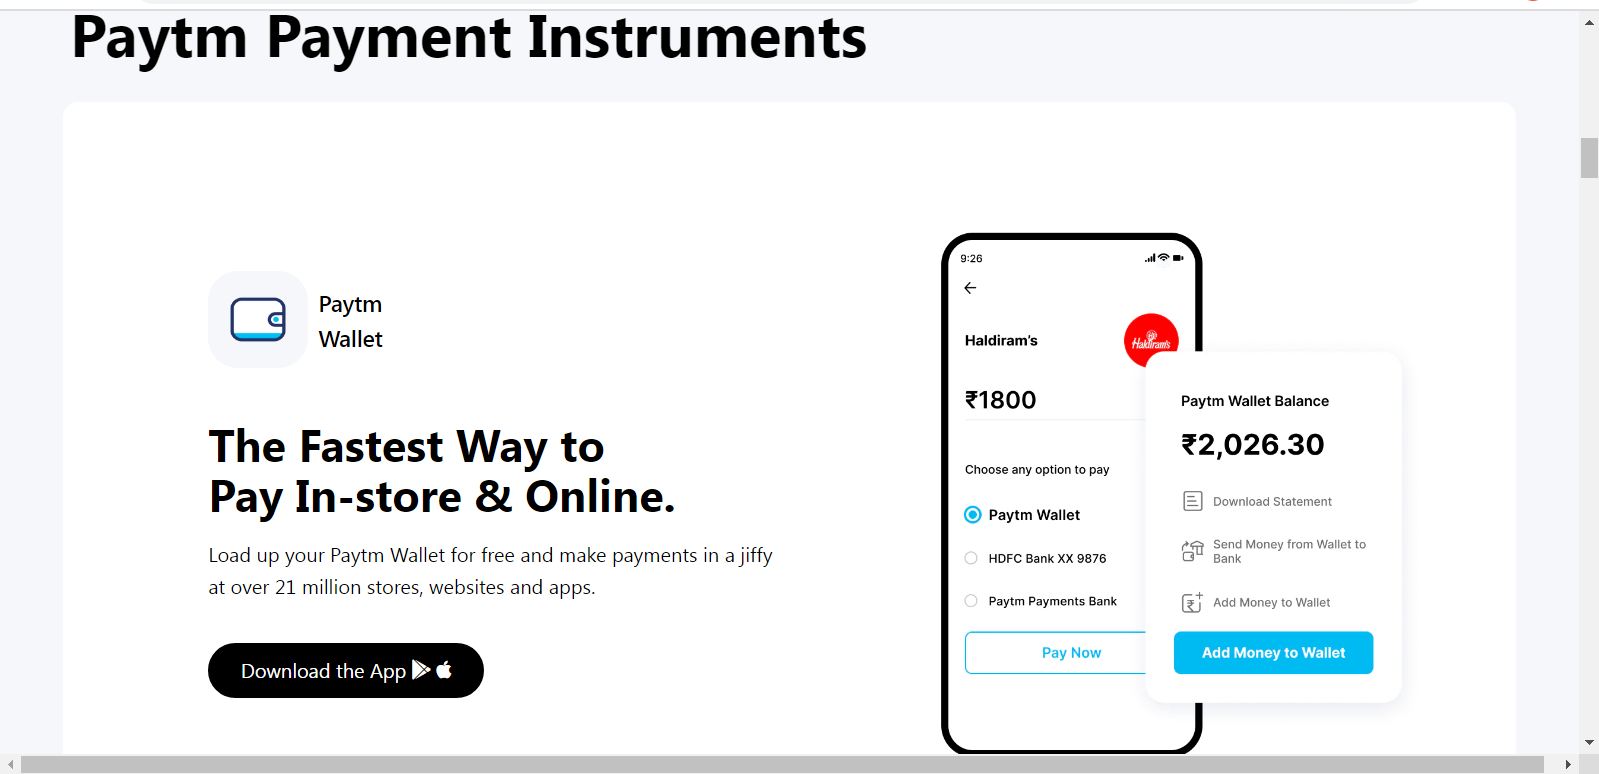 Paytm Payment Instruments
Paytm
Wallet
The Fastest Way to
Pay In-store & Online.
Load up your Paytm Wallet for free and make payments in a jiffy
at over 21 million stores, websites and apps.
Download the App
9:26
Haldiram's
Haldiram's
₹1800
Choose any option to pay
Paytm Wallet
HDFC Bank XX 9876
Paytm Payments Bank
Pay Now
Paytm Wallet Balance
₹2,026.30
Download Statement
Send Money from Wallet to
Bank
Add Money to Wallet
Add Money to Wallet